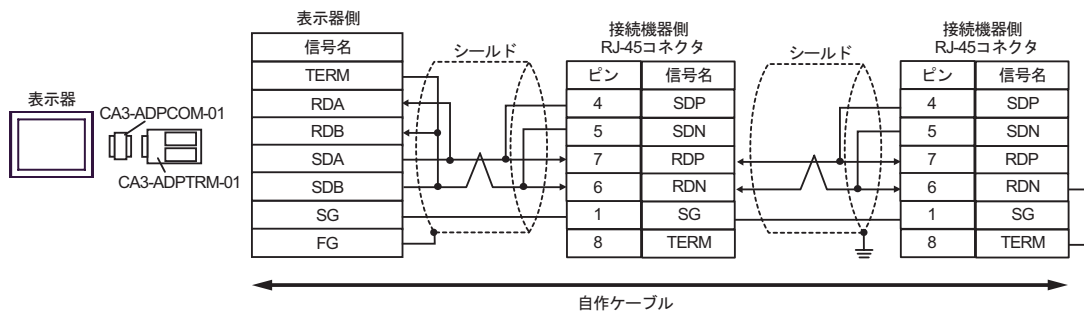 表示器
CA3-ADPCOM-01
CA3-ADPTRM-01
表示器側
信号名
TERM
RDA
RDB
SDA
SDB
SG
FG
シールド
接続機器側
RJ-45コネクタ
ピン 信号名
4 SDP
5 SDN
7 RDP
6 RDN
1 SG
8 TERM
シールド
接続機器側
RJ-45コネクタ
ピン 信号名
4 SDP
5 SDN
7 RDP
6 RDN
1 SG
8 TERM
自作ケーブル